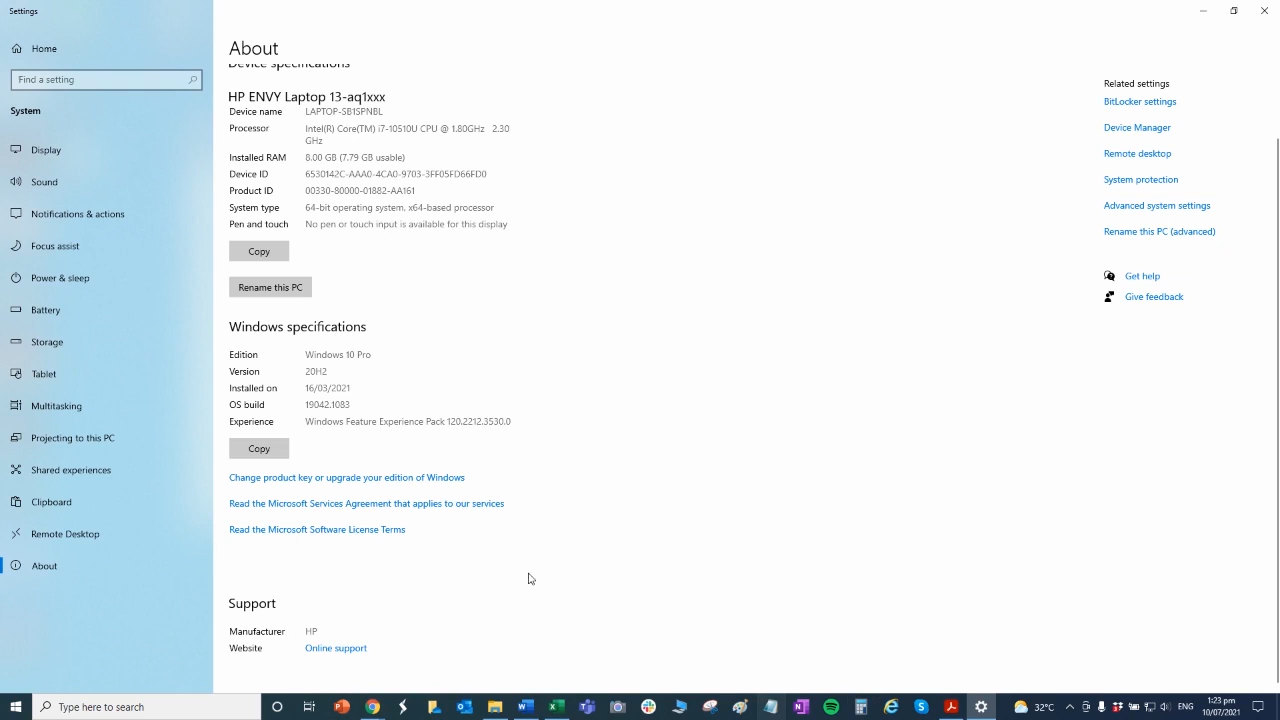 Settings
Home
Find a setting
System
Display
Sound
Notifications & actions
Focus assist
Power & sleep
Battery
Storage
Tablet
Multitasking
Projecting to this PC
Shared experiences
Clipboard
Remote Desktop
About
About
Device specifications
HP ENVY Laptop 13-aq1xxx
Device name LAPTOP-SB1SPNBL
Processor Intel(R) Core(TM) i7-10510U CPU @ 1.80GHz 2.30
GHz
Installed RAM 8.00 GB (7.79 GB usable)
Device ID 6530142C-AAA0-4CA0-9703-3FF05FD66FD0
Product ID 00330-80000-01882-AA161
System type 64-bit operating system, x64-based processor
Pen and touch No pen or touch input is available for this display
Copy
Rename this PC
Windows specifications
Edition Windows 10 Pro
Version 20H2
Installed on 16/03/2021
OS build 19042.1083
Experience Windows Feature Experience Pack 120.2212.3530.0
Copy
Change product key or upgrade your edition of Windows
Read the Microsoft Services Agreement that applies to our services
Read the Microsoft Software License Terms
Support
Manufacturer HP
Website Online support
Related settings
BitLocker settings
Device Manager
Remote desktop
System protection
Advanced system settings
Rename this PC (advanced)
Get help
Give feedback
Type here to search
32°C
ENG
1:23 pm
10/07/2021